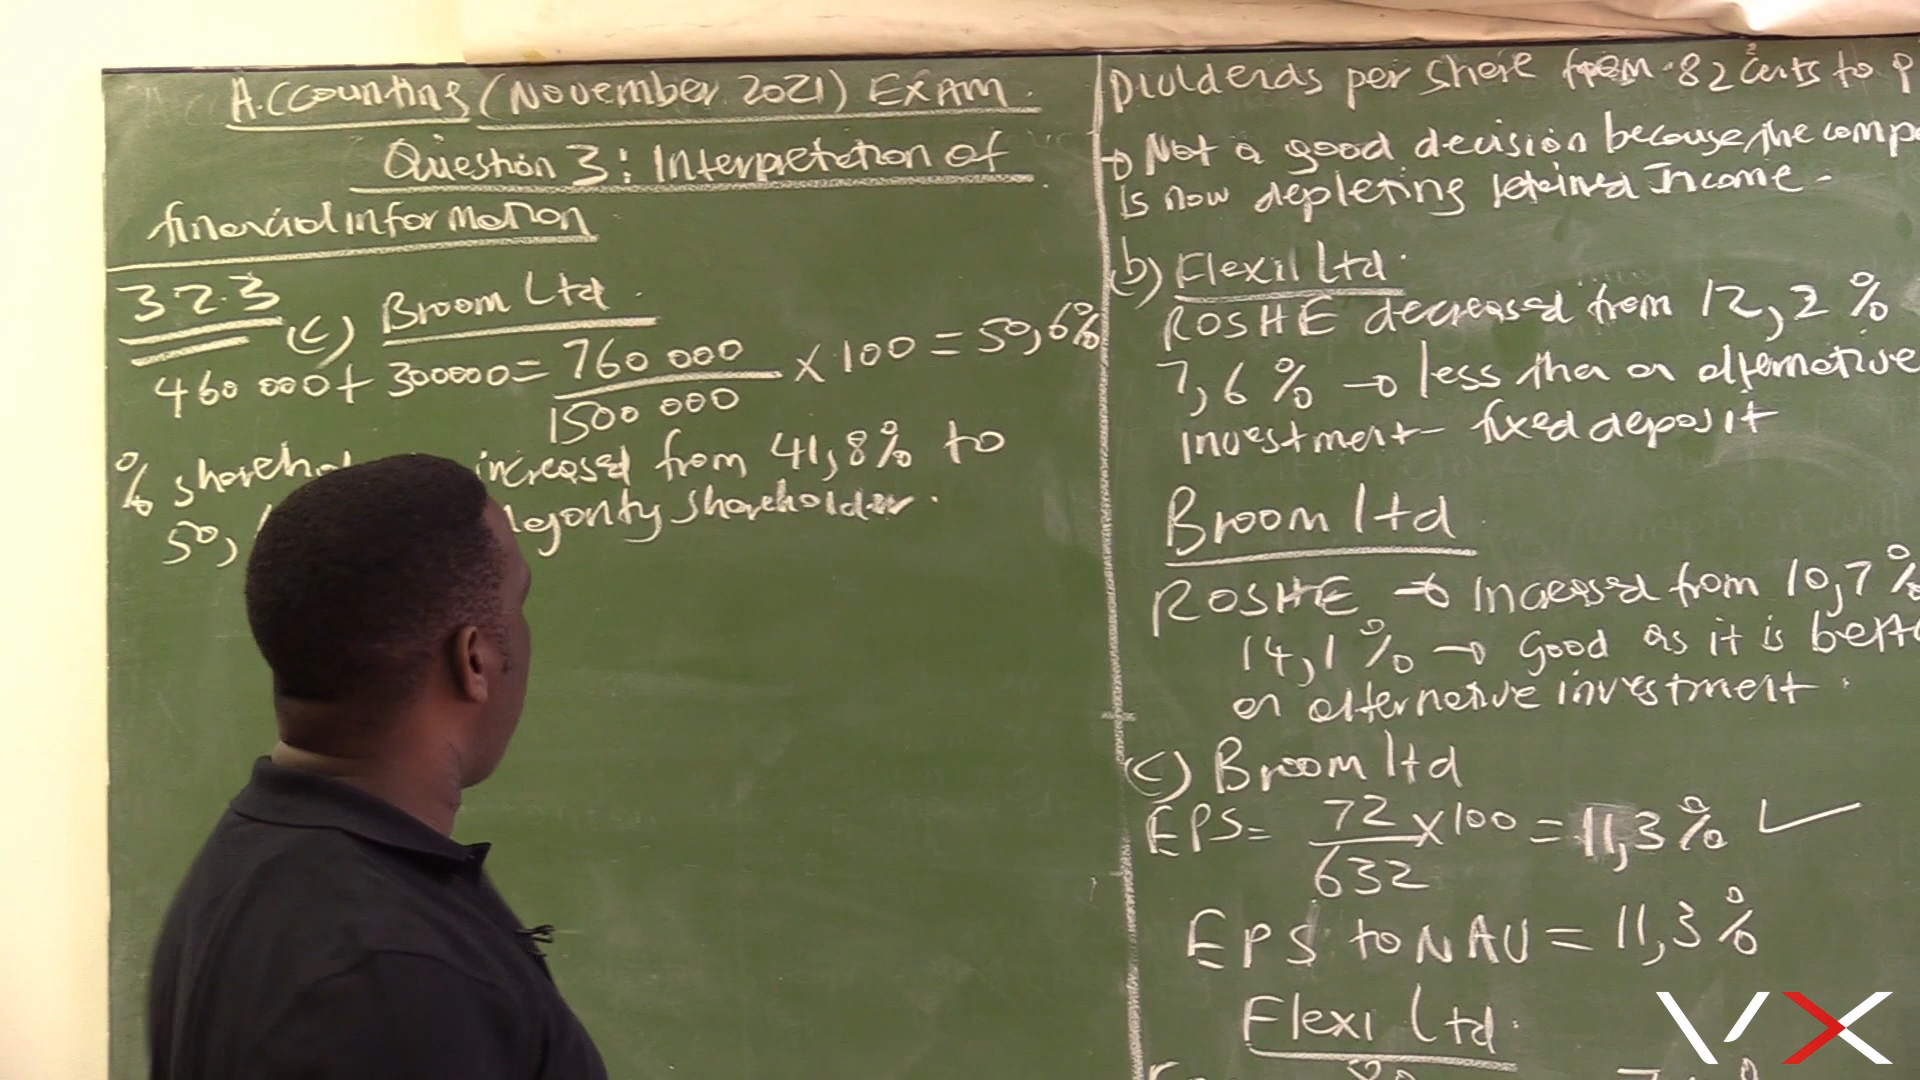 Accounting (November 2021) EXAM.
Question 3: Interpretation of
financial information
3.2.3
(c) Broom Ltd.
460 000 + 300000 = 760 000 / 1500 000 × 100 = 50,6%
% increased from 41,8% to
50, Majority shareholder.
Dividends per share from 82 cents to
→ Not a good decision because the
is now depleting retained Income.
(b) Flexil Ltd.
ROSHE decreased from 12,2%
7,6% → less than an alternative
investment - fixed deposit
Broom Ltd
ROSHE → Increased from 10,7%
14,1% → Good as it is
an alternative investment.
(c) Broom Ltd
EPS = 72 / 632 × 100 = 11,3% ✓
EPS to NAV = 11,3%
Flexi Ltd.
VX